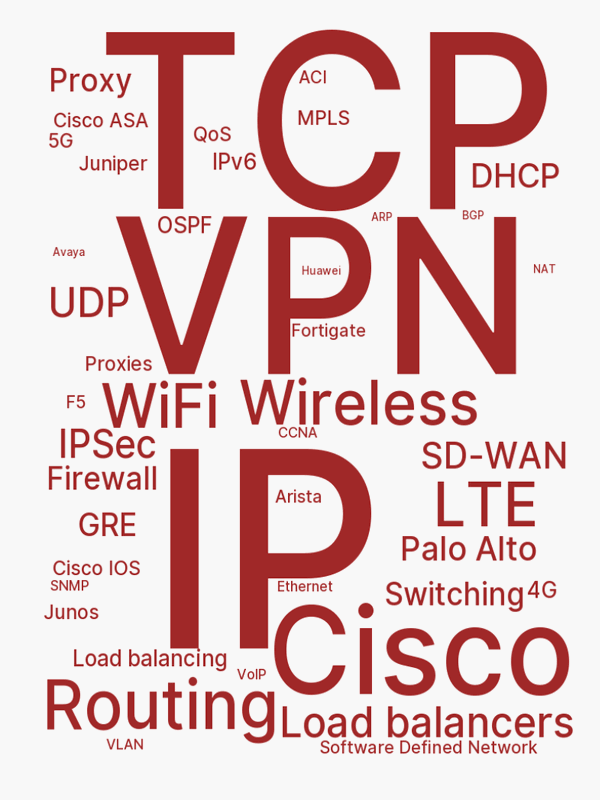 TCP
Proxy
ACI
Cisco ASA
MPLS
5G
QoS
Juniper
IPv6
DHCP
OSPF
ARP
BGP
VPN
Avaya
Huawei
NAT
UDP
Fortigate
Proxies
F5
WiFi
Wireless
CCNA
IPSec
SD-WAN
Firewall
IP
Arista
LTE
GRE
Palo Alto
Cisco IOS
SNMP
Ethernet
Switching
4G
Junos
Cisco
Load balancing
VoIP
Routing
Load balancers
VLAN
Software Defined Network